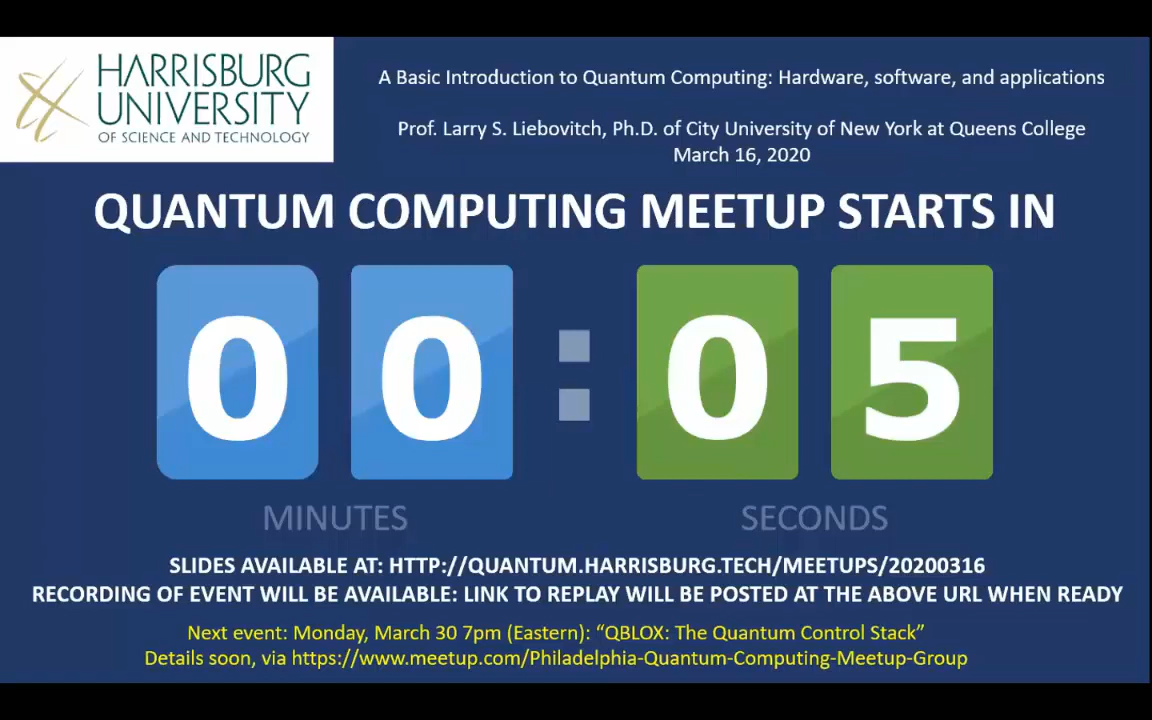 HARRISBURG
UNIVERSITY
OF SCIENCE AND TECHNOLOGY
A Basic Introduction to Quantum Computing: Hardware, software, and applications
Prof. Larry S. Liebovitch, Ph.D. of City University of New York at Queens College
March 16, 2020
QUANTUM COMPUTING MEETUP STARTS IN
00:05
MINUTES SECONDS
SLIDES AVAILABLE AT: HTTP://QUANTUM.HARRISBURG.TECH/MEETUPS/20200316
RECORDING OF EVENT WILL BE AVAILABLE: LINK TO REPLAY WILL BE POSTED AT THE ABOVE URL WHEN READY
Next event: Monday, March 30 7pm (Eastern): “QBLOX: The Quantum Control Stack”
Details soon, via https://www.meetup.com/Philadelphia-Quantum-Computing-Meetup-Group